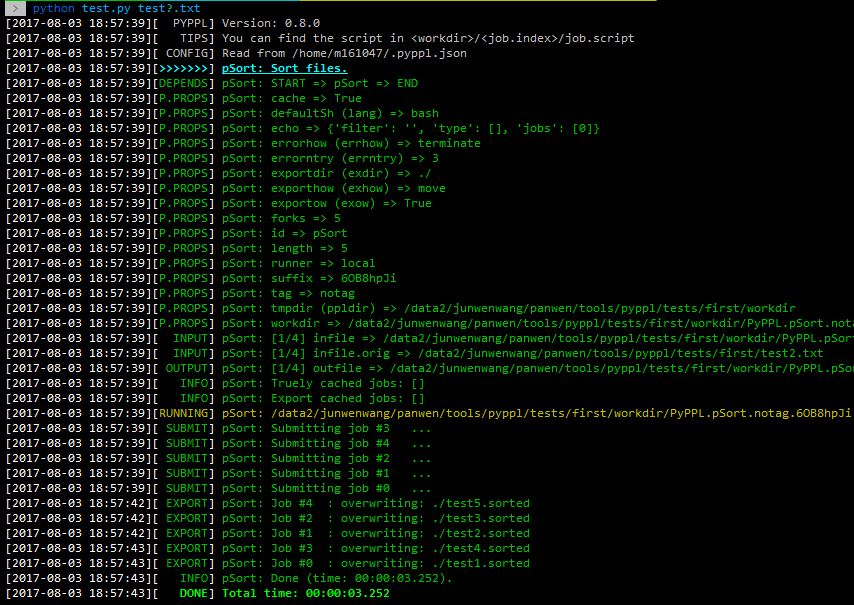 > python test.py test?.txt
[2017-08-03 18:57:39][  PYPPL] Version: 0.8.0
[2017-08-03 18:57:39][   TIPS] You can find the script in <workdir>/<job.index>/job.script
[2017-08-03 18:57:39][ CONFIG] Read from /home/m161047/.pyppl.json
[2017-08-03 18:57:39][>>>>>>>] pSort: Sort files.
[2017-08-03 18:57:39][DEPENDS] pSort: START => pSort => END
[2017-08-03 18:57:39][P.PROPS] pSort: cache => True
[2017-08-03 18:57:39][P.PROPS] pSort: defaultSh (lang) => bash
[2017-08-03 18:57:39][P.PROPS] pSort: echo => {'filter': '', 'type': [], 'jobs': [0]}
[2017-08-03 18:57:39][P.PROPS] pSort: errorhow (errhow) => terminate
[2017-08-03 18:57:39][P.PROPS] pSort: errorntry (errntry) => 3
[2017-08-03 18:57:39][P.PROPS] pSort: exportdir (exdir) => ./
[2017-08-03 18:57:39][P.PROPS] pSort: exporthow (exhow) => move
[2017-08-03 18:57:39][P.PROPS] pSort: exportow (exow) => True
[2017-08-03 18:57:39][P.PROPS] pSort: forks => 5
[2017-08-03 18:57:39][P.PROPS] pSort: id => pSort
[2017-08-03 18:57:39][P.PROPS] pSort: length => 5
[2017-08-03 18:57:39][P.PROPS] pSort: runner => local
[2017-08-03 18:57:39][P.PROPS] pSort: suffix => 6OB8hpJi
[2017-08-03 18:57:39][P.PROPS] pSort: tag => notag
[2017-08-03 18:57:39][P.PROPS] pSort: tmpdir (ppldir) => /data2/junwenwang/panwen/tools/pyppl/tests/first/workdir
[2017-08-03 18:57:39][P.PROPS] pSort: workdir => /data2/junwenwang/panwen/tools/pyppl/tests/first/workdir/PyPPL.pSort.nota
[2017-08-03 18:57:39][  INPUT] pSort: [1/4] infile => /data2/junwenwang/panwen/tools/pyppl/tests/first/workdir/PyPPL.pSor
[2017-08-03 18:57:39][  INPUT] pSort: [1/4] infile.orig => /data2/junwenwang/panwen/tools/pyppl/tests/first/test2.txt
[2017-08-03 18:57:39][ OUTPUT] pSort: [1/4] outfile => /data2/junwenwang/panwen/tools/pyppl/tests/first/workdir/PyPPL.pSo
[2017-08-03 18:57:39][   INFO] pSort: Truely cached jobs: []
[2017-08-03 18:57:39][   INFO] pSort: Export cached jobs: []
[2017-08-03 18:57:39][RUNNING] pSort: /data2/junwenwang/panwen/tools/pyppl/tests/first/workdir/PyPPL.pSort.notag.6OB8hpJi
[2017-08-03 18:57:39][ SUBMIT] pSort: Submitting job #3   ...
[2017-08-03 18:57:39][ SUBMIT] pSort: Submitting job #4   ...
[2017-08-03 18:57:39][ SUBMIT] pSort: Submitting job #2   ...
[2017-08-03 18:57:39][ SUBMIT] pSort: Submitting job #1   ...
[2017-08-03 18:57:39][ SUBMIT] pSort: Submitting job #0   ...
[2017-08-03 18:57:42][ EXPORT] pSort: Job #4  : overwriting: ./test5.sorted
[2017-08-03 18:57:42][ EXPORT] pSort: Job #2  : overwriting: ./test3.sorted
[2017-08-03 18:57:42][ EXPORT] pSort: Job #1  : overwriting: ./test2.sorted
[2017-08-03 18:57:43][ EXPORT] pSort: Job #3  : overwriting: ./test4.sorted
[2017-08-03 18:57:43][ EXPORT] pSort: Job #0  : overwriting: ./test1.sorted
[2017-08-03 18:57:43][   INFO] pSort: Done (time: 00:00:03.252).
[2017-08-03 18:57:43][   DONE] Total time: 00:00:03.252